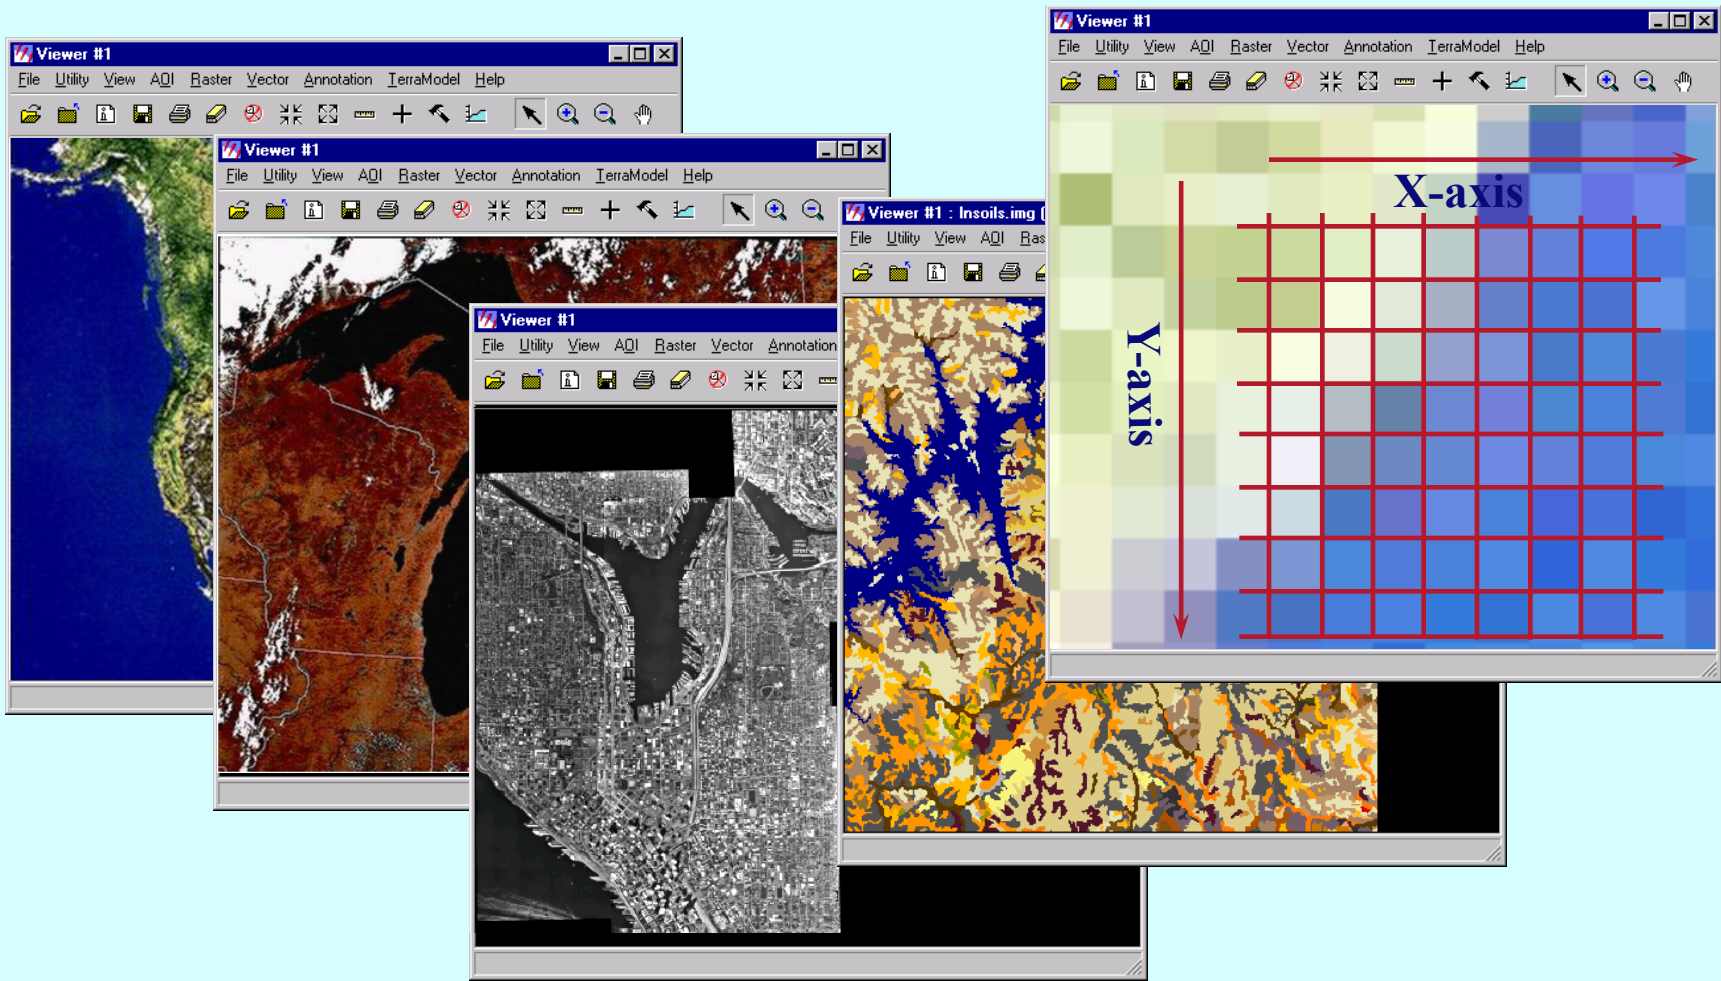 Viewer #1
File Utility View AOI Raster Vector Annotation TerraModel Help
Viewer #1
File Utility View AOI Raster Vector Annotation TerraModel Help
Viewer #1
File Utility View AOI Raster Vector Annotation
Viewer #1 : lnsoils.img (
File Utility View AOI Ras
Viewer #1
File Utility View AOI Raster Vector Annotation TerraModel Help
X-axis
Y-axis